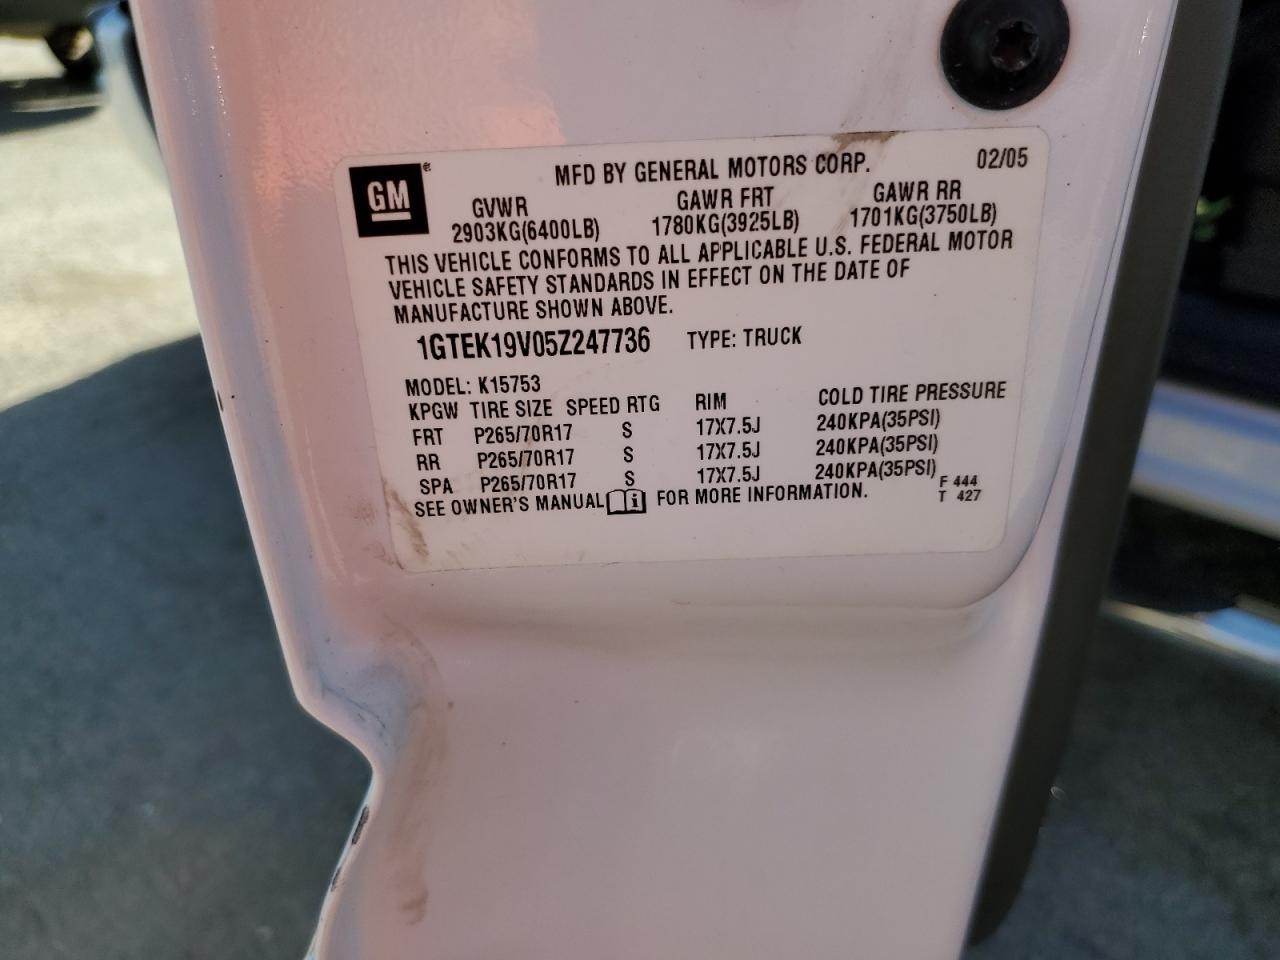 GM ®
MFD BY GENERAL MOTORS CORP. 02/05
GVWR GAWR FRT GAWR RR
2903KG(6400LB) 1780KG(3925LB) 1701KG(3750LB)
THIS VEHICLE CONFORMS TO ALL APPLICABLE U.S. FEDERAL MOTOR
VEHICLE SAFETY STANDARDS IN EFFECT ON THE DATE OF
MANUFACTURE SHOWN ABOVE.
1GTEK19V05Z247736 TYPE: TRUCK
MODEL: K15753
KPGW TIRE SIZE SPEED RTG RIM COLD TIRE PRESSURE
FRT P265/70R17 S 17X7.5J 240KPA(35PSI)
RR P265/70R17 S 17X7.5J 240KPA(35PSI)
SPA P265/70R17 S 17X7.5J 240KPA(35PSI)
SEE OWNER'S MANUAL i FOR MORE INFORMATION.
F 444
T 427